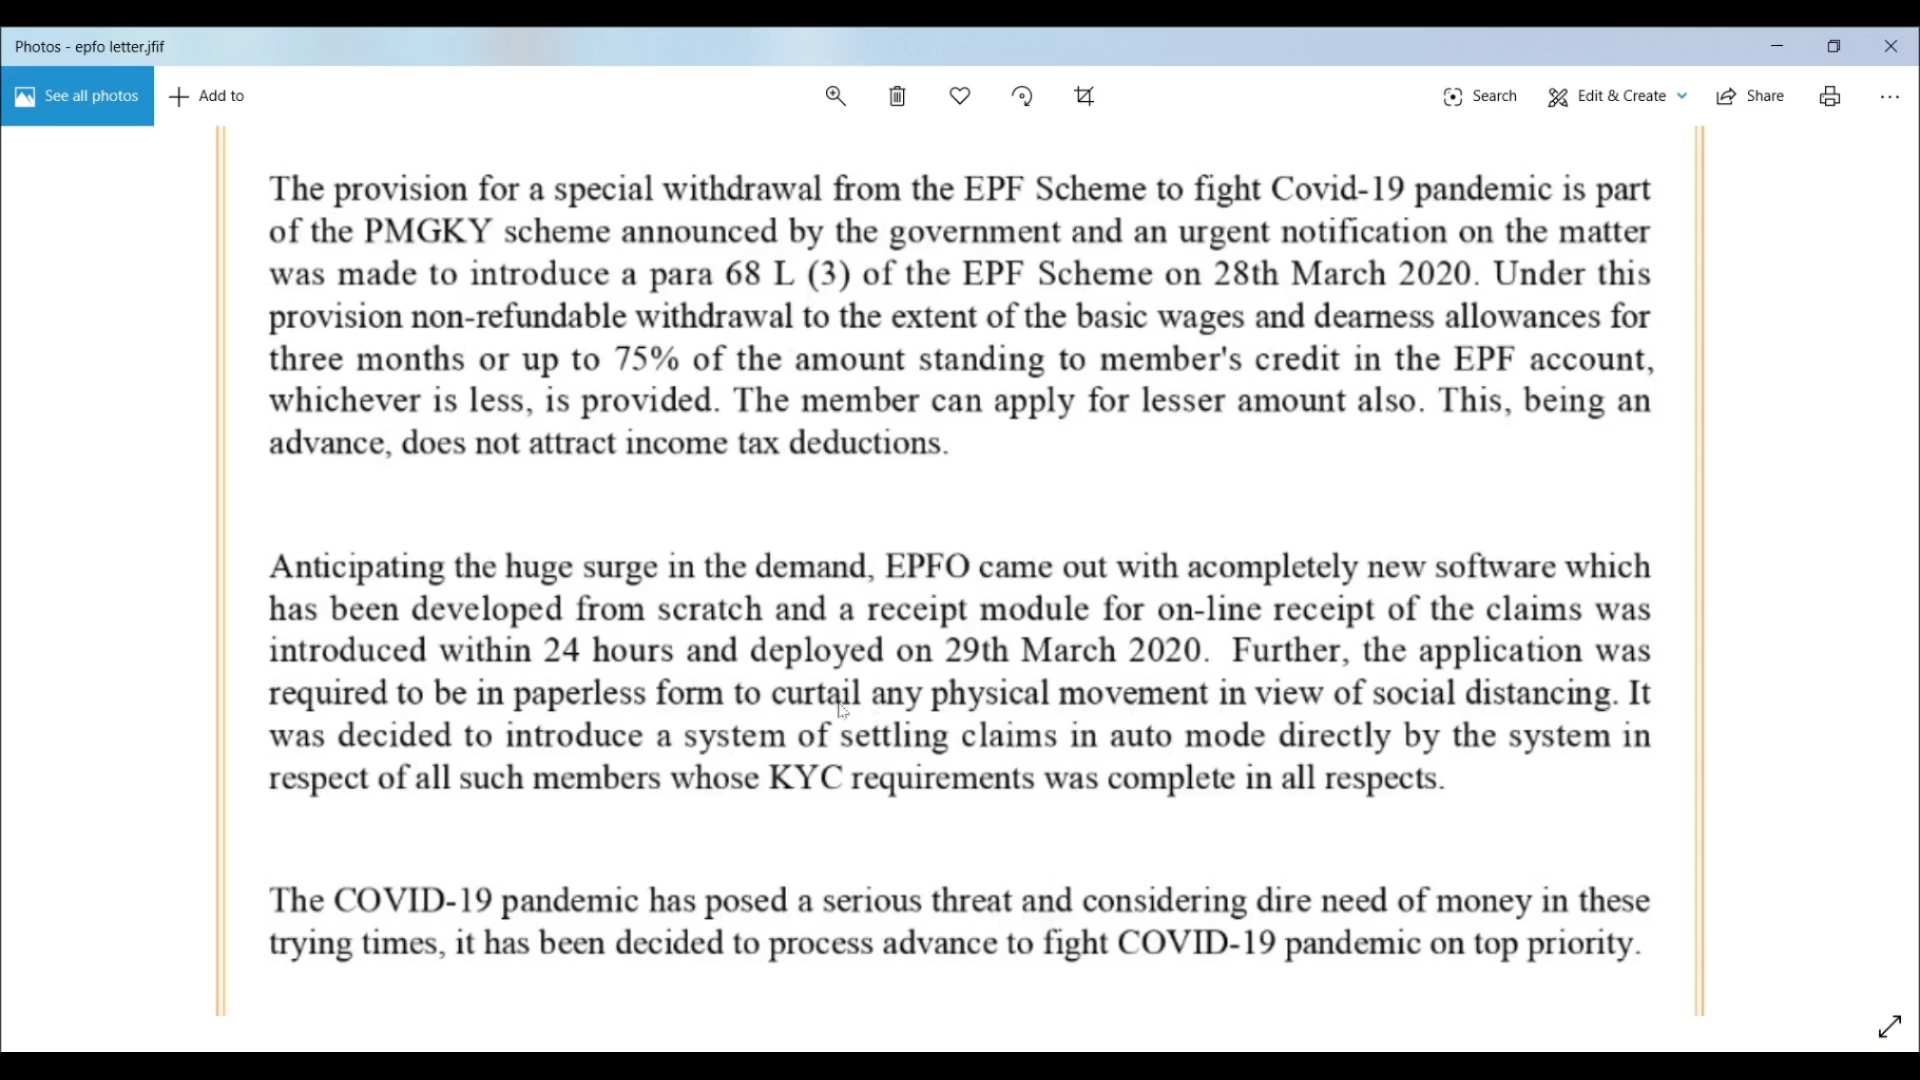 Photos - epfo letter.jfif
See all photos
Add to
Search
Edit & Create
Share
The provision for a special withdrawal from the EPF Scheme to fight Covid-19 pandemic is part
of the PMGKY scheme announced by the government and an urgent notification on the matter
was made to introduce a para 68 L (3) of the EPF Scheme on 28th March 2020. Under this
provision non-refundable withdrawal to the extent of the basic wages and dearness allowances for
three months or up to 75% of the amount standing to member's credit in the EPF account,
whichever is less, is provided. The member can apply for lesser amount also. This, being an
advance, does not attract income tax deductions.
Anticipating the huge surge in the demand, EPFO came out with acompletely new software which
has been developed from scratch and a receipt module for on-line receipt of the claims was
introduced within 24 hours and deployed on 29th March 2020. Further, the application was
required to be in paperless form to curtail any physical movement in view of social distancing. It
was decided to introduce a system of settling claims in auto mode directly by the system in
respect of all such members whose KYC requirements was complete in all respects.
The COVID-19 pandemic has posed a serious threat and considering dire need of money in these
trying times, it has been decided to process advance to fight COVID-19 pandemic on top priority.